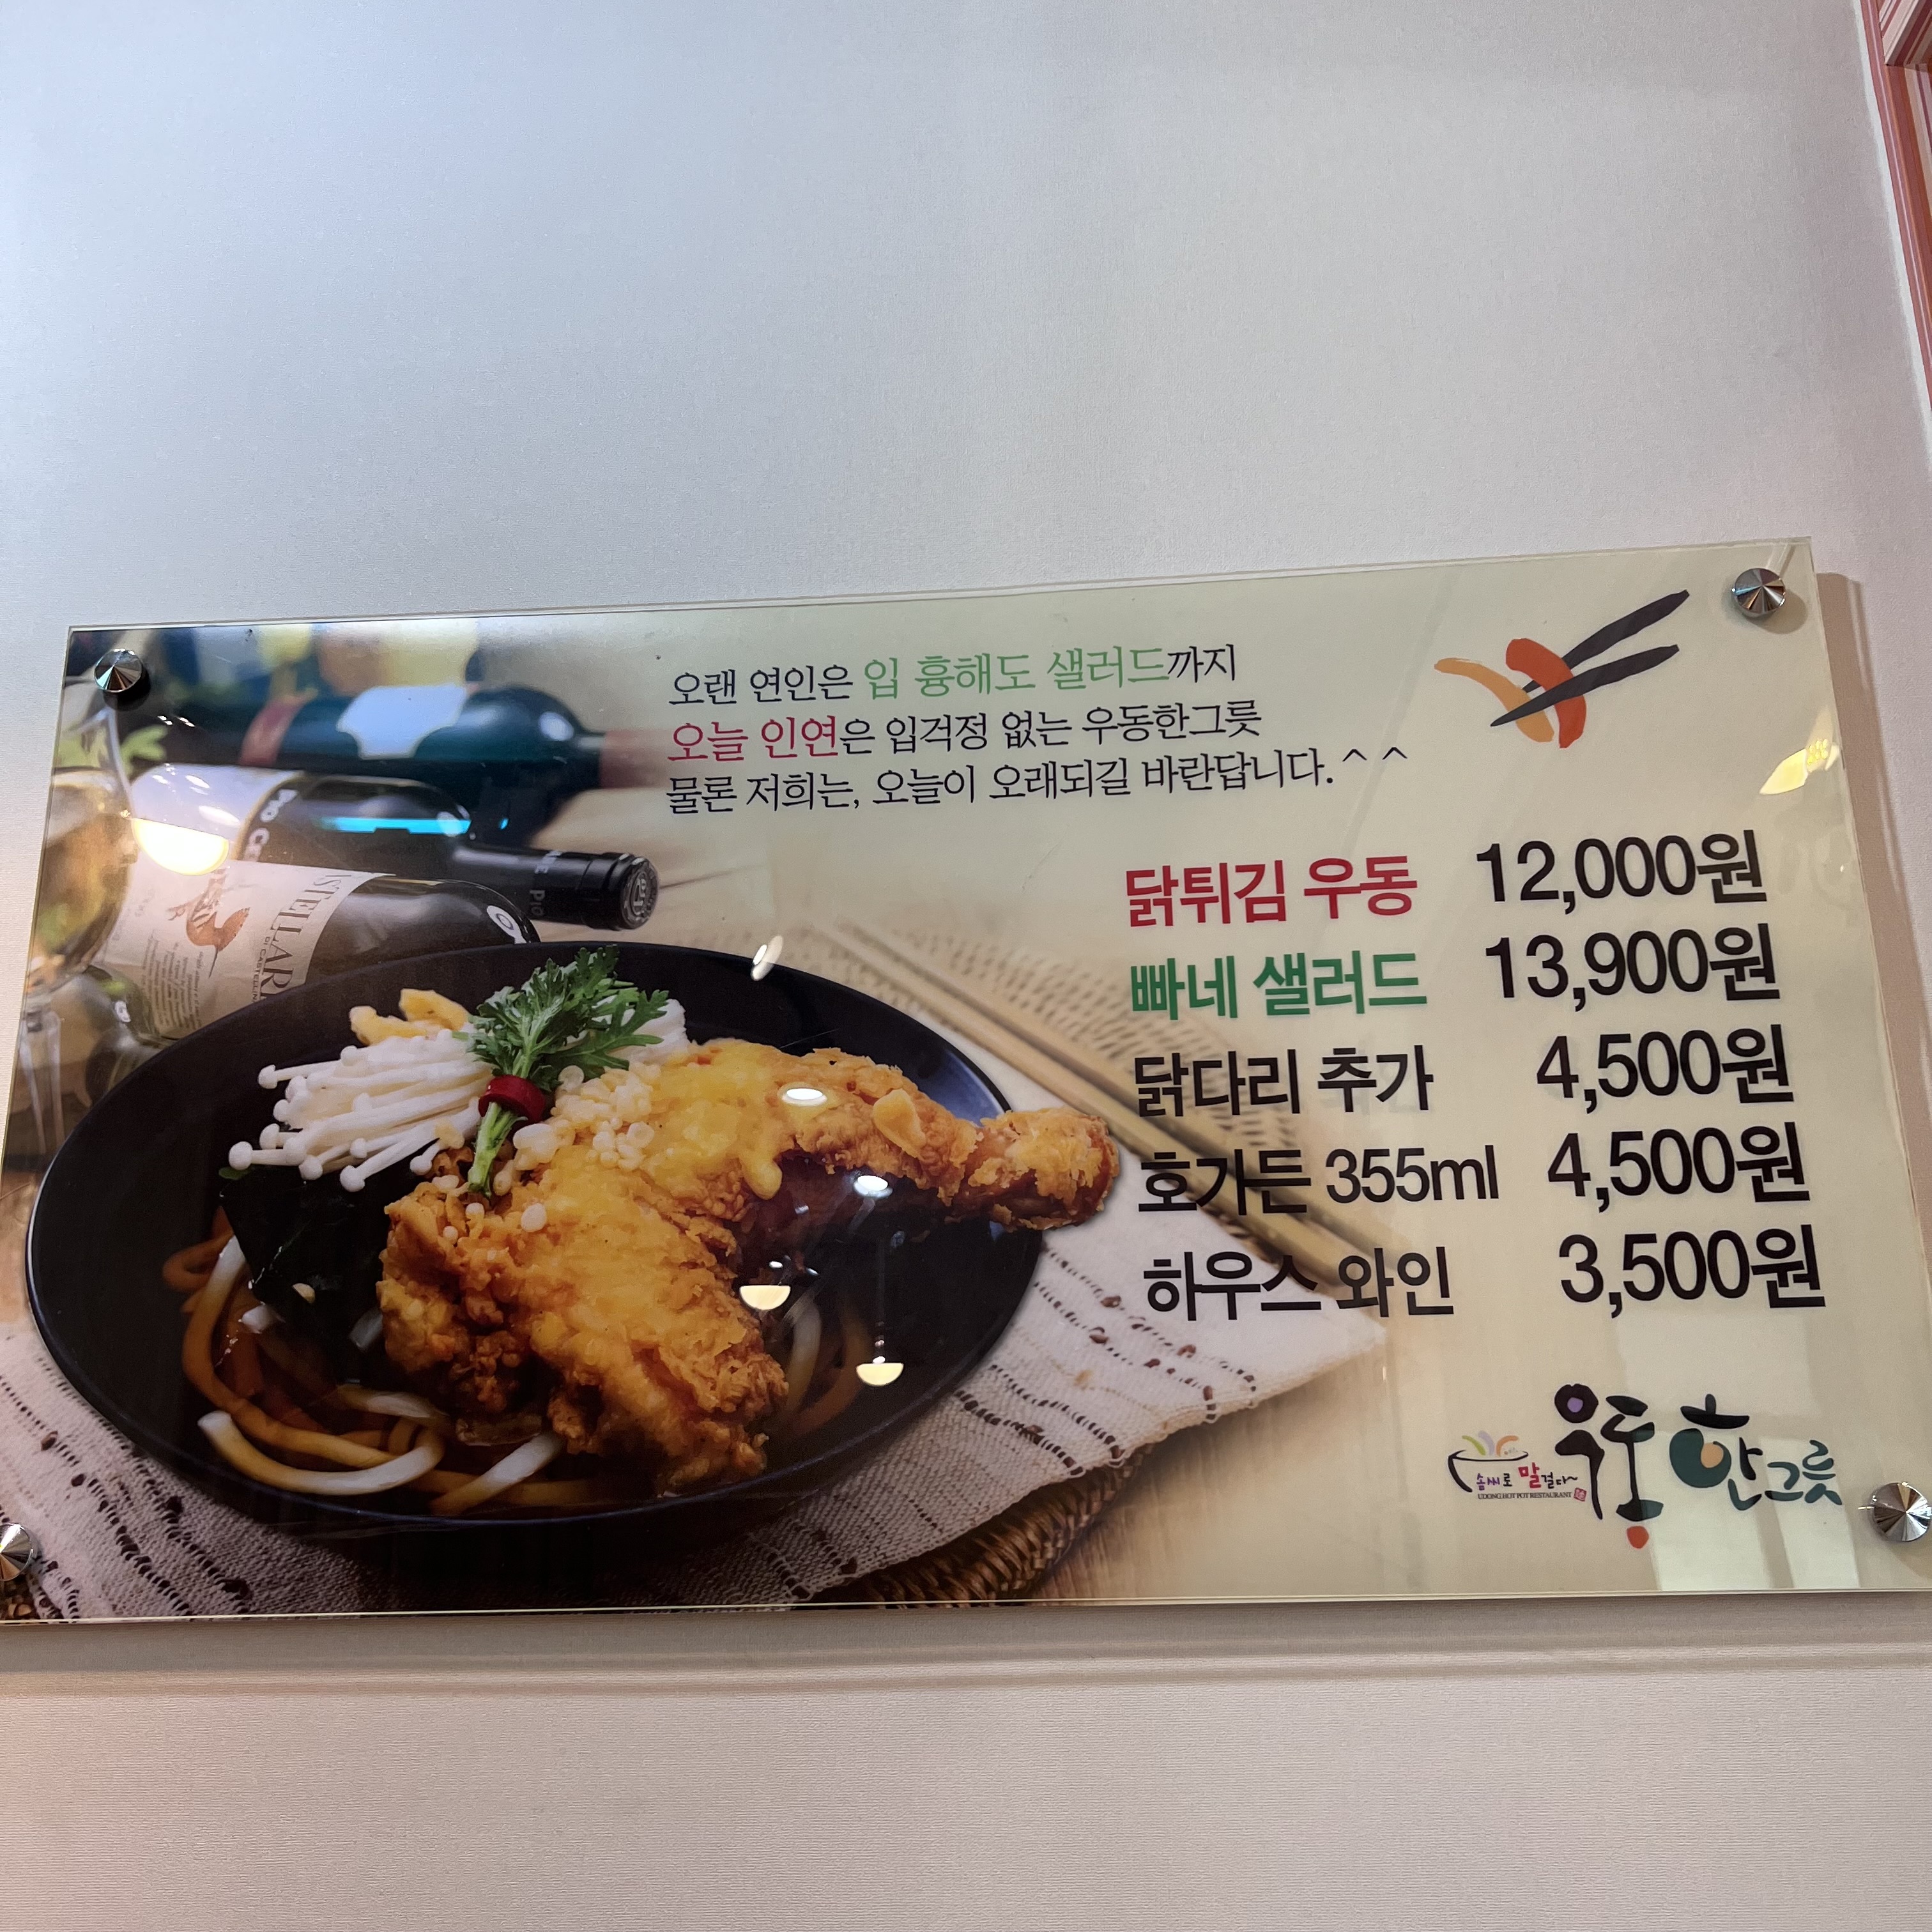 오랜 연인은 입 흉해도 샐러드까지
오늘 인연은 입걱정 없는 우동한그릇
물론 저희는, 오늘이 오래되길 바란답니다.^^
닭튀김 우동 12,000원
빠네 샐러드 13,900원
닭다리 추가 4,500원
호가든 355ml 4,500원
하우스 와인 3,500원
솜씨로 말걸다~
UDONG HOT POT RESTAURANT
우동 한그릇